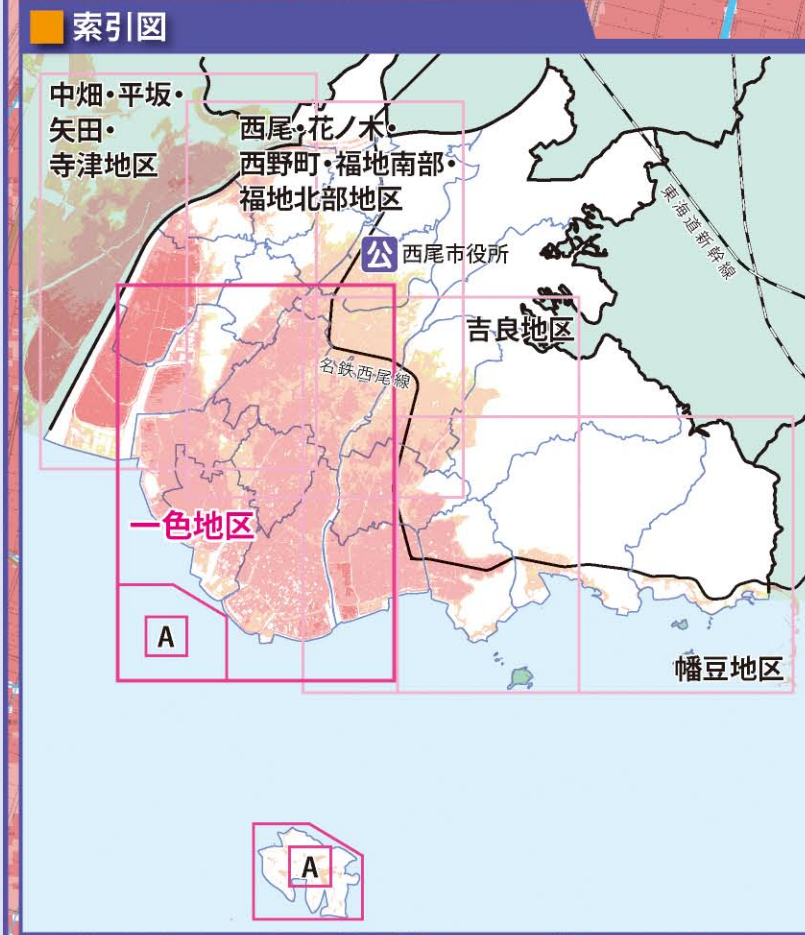 索引図
中畑・平坂・
矢田・
寺津地区
西尾・花ノ木・
西野町・福地南部・
福地北部地区
公 西尾市役所
東海道新幹線
吉良地区
名鉄西尾線
一色地区
A
幡豆地区
A